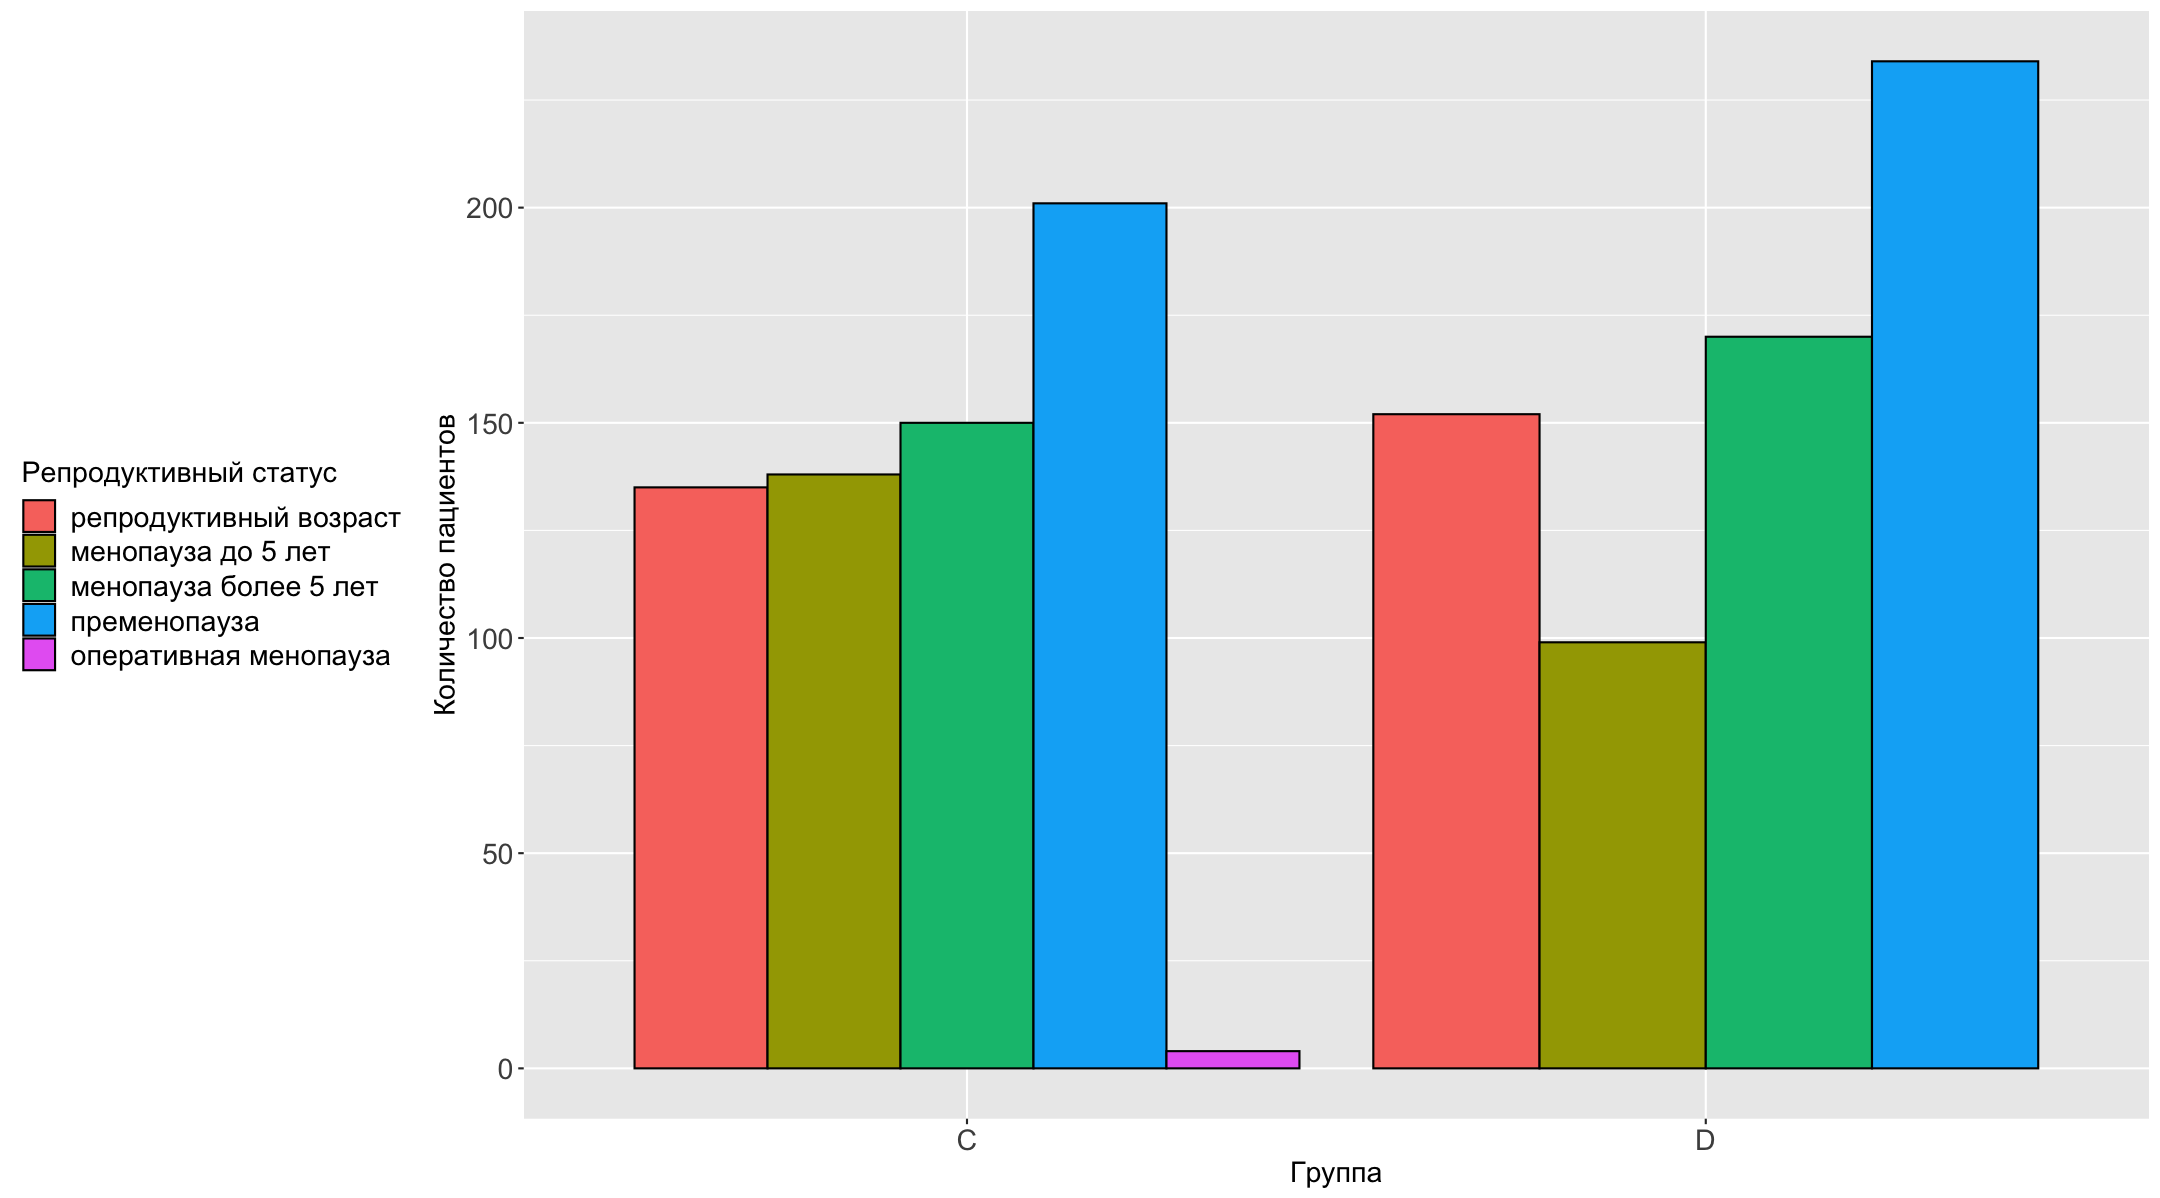 Репродуктивный статус
репродуктивный возраст
менопауза до 5 лет
менопауза более 5 лет
пременопауза
оперативная менопауза
Количество пациентов
200
150
100
50
0
C
D
Группа